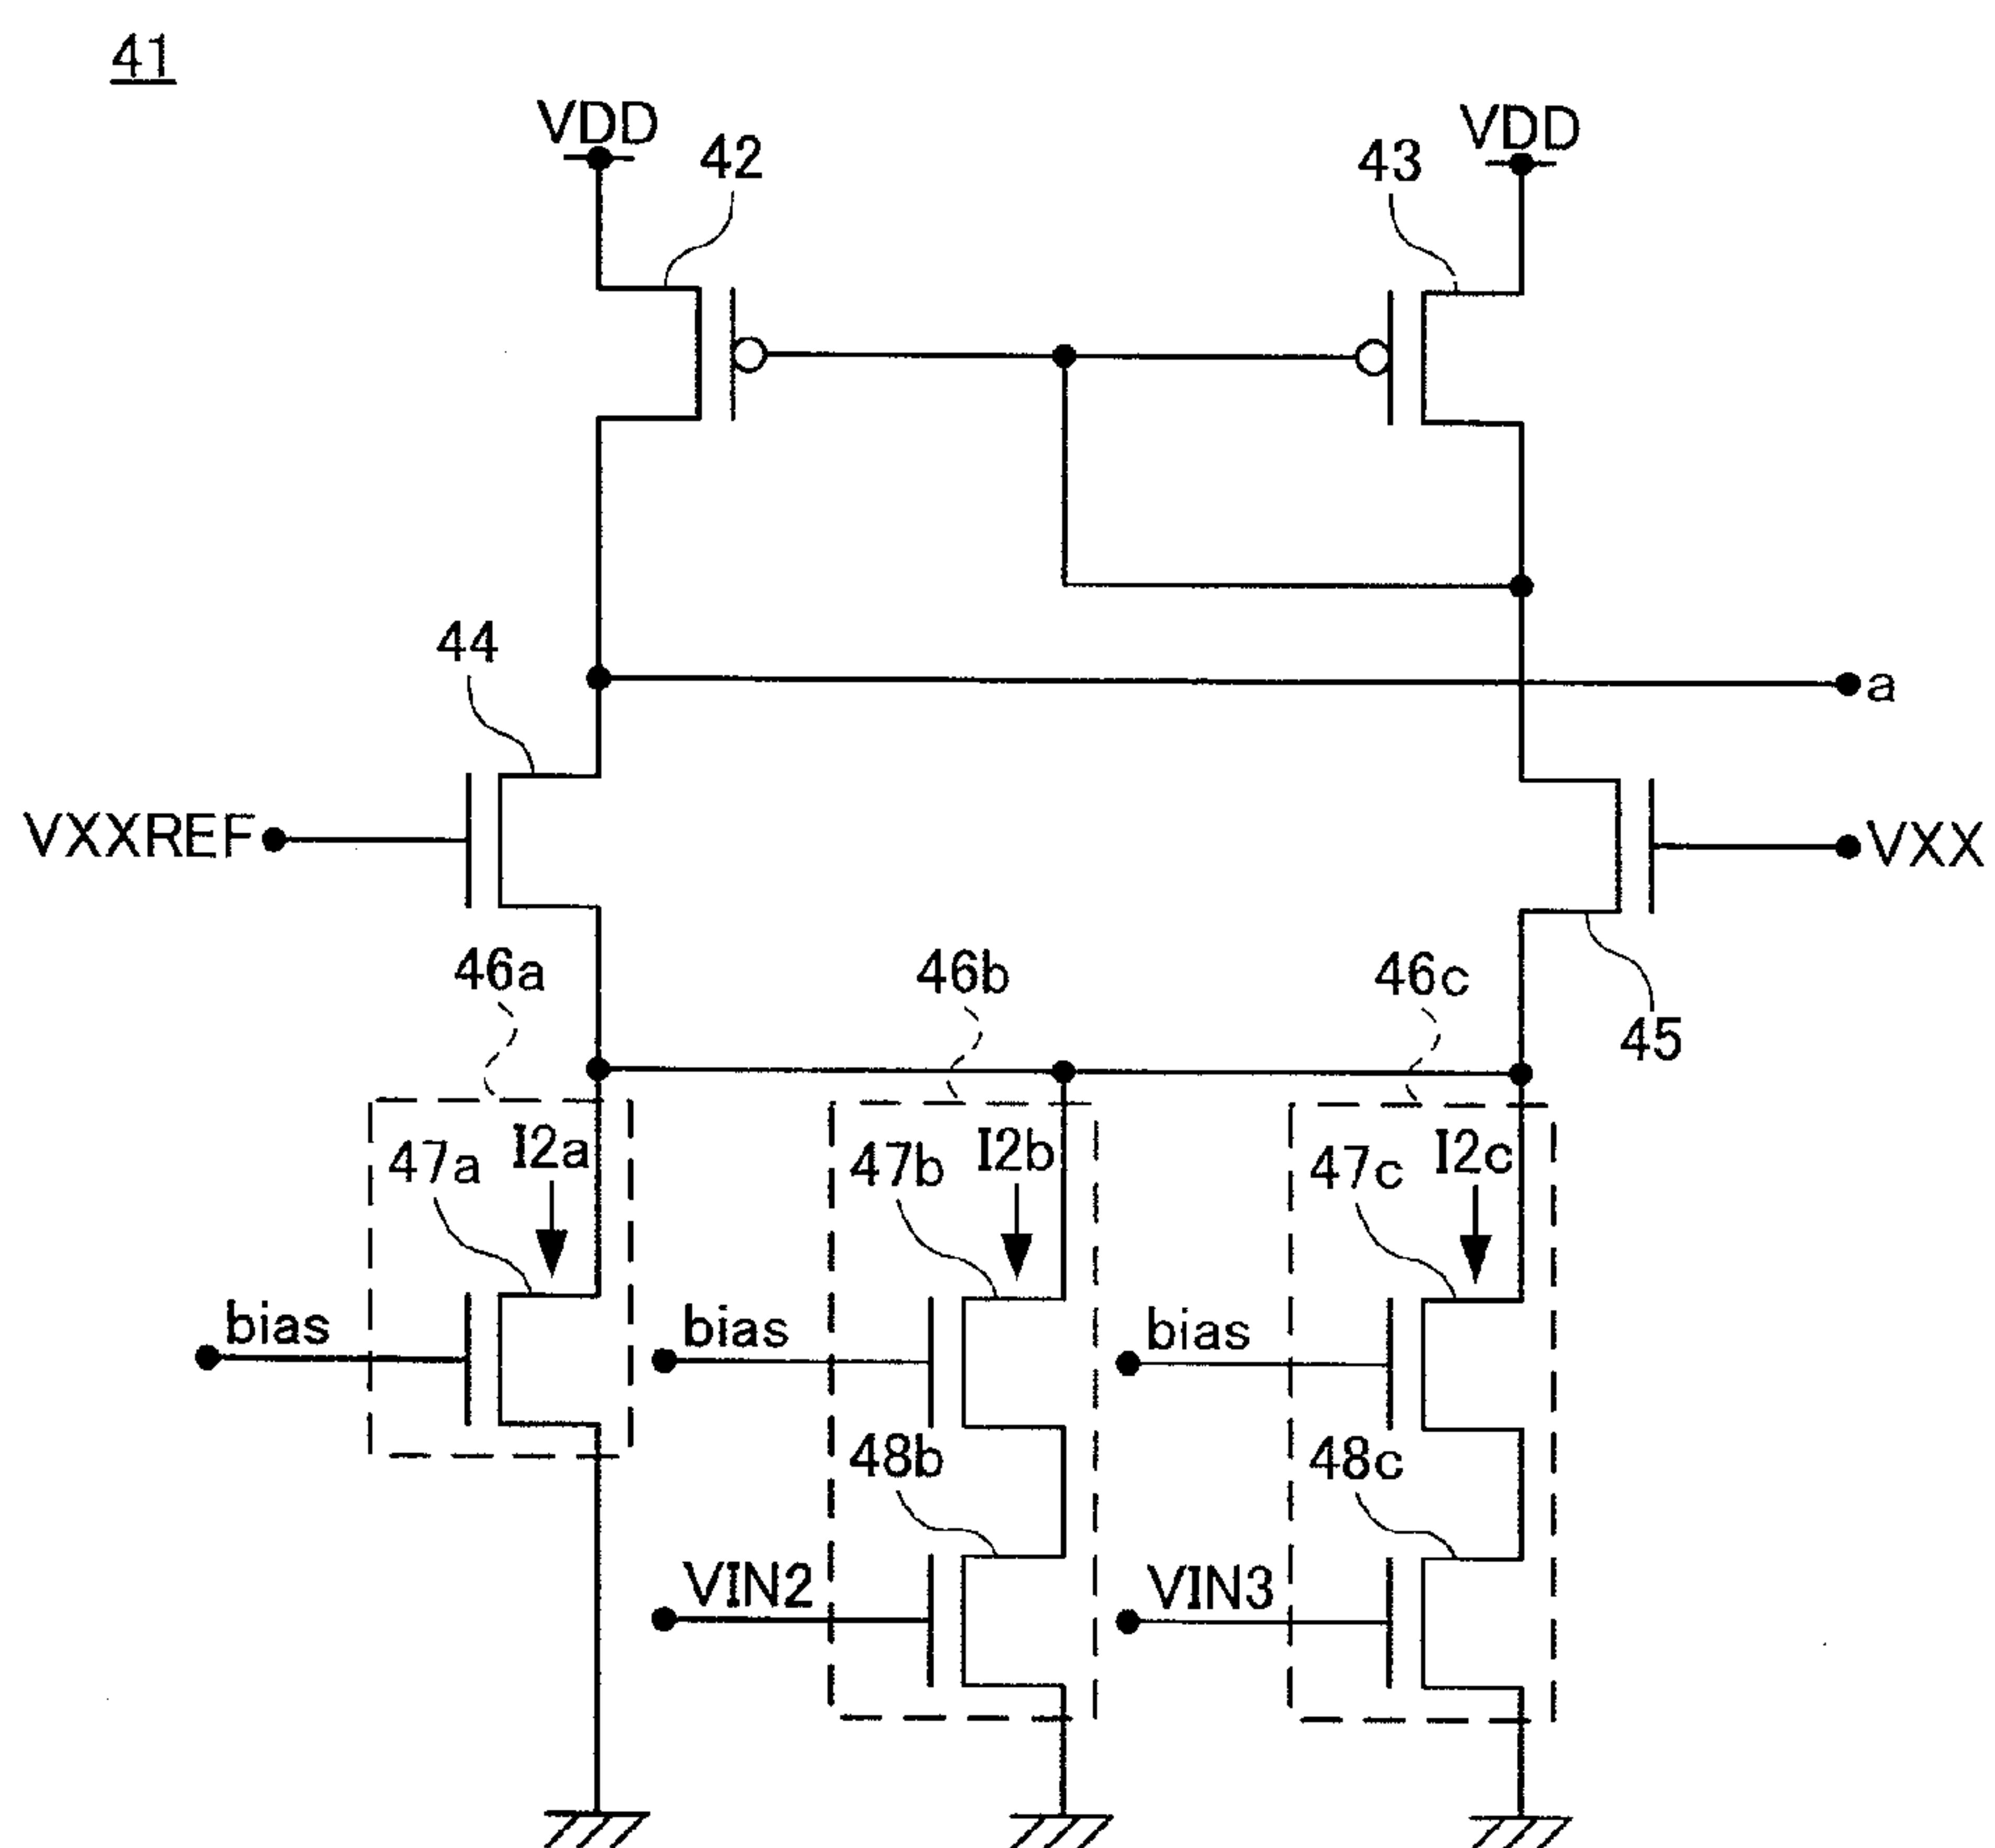 41
VDD
42
43
VDD
44
a
VXXREF
VXX
46a
46b
46c
45
47a
I2a
47b
I2b
47c
I2c
bias
bias
bias
48b
48c
VIN2
VIN3